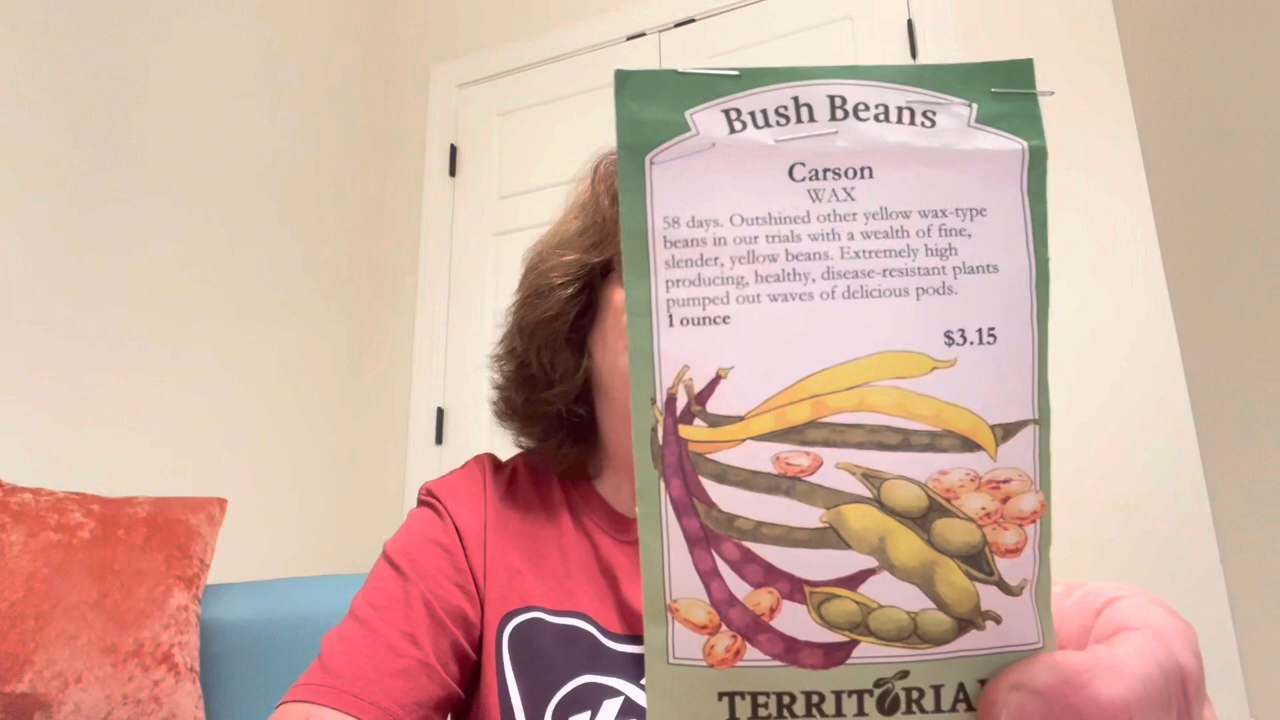 Bush Beans
Carson
WAX
58 days. Outshined other yellow wax-type
beans in our trials with a wealth of fine,
slender, yellow beans. Extremely high
producing, healthy, disease-resistant plants
pumped out waves of delicious pods.
1 ounce
$3.15
TERRITORIAL